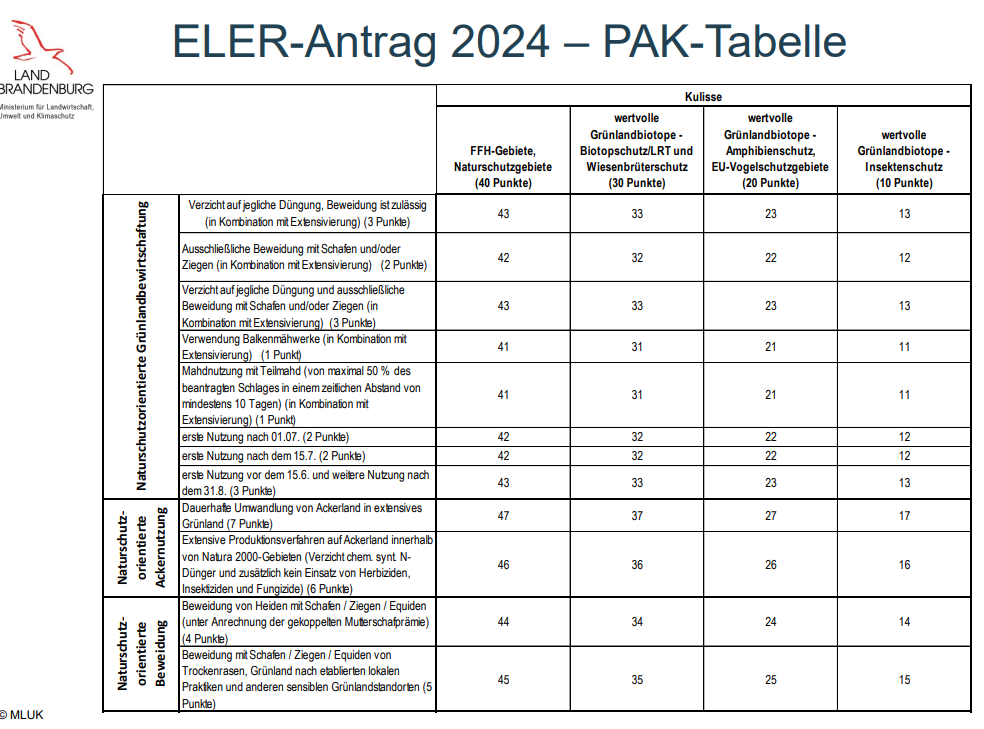 ELER-Antrag 2024 – PAK-Tabelle
LAND
BRANDENBURG
Ministerium für Landwirtschaft,
Umwelt und Klimaschutz
Kulisse
FFH-Gebiete,
Naturschutzgebiete
(40 Punkte)
wertvolle
Grünlandbiotope -
Biotopschutz/LRT und
Wiesenbrüterschutz
(30 Punkte)
wertvolle
Grünlandbiotope -
Amphibienschutz,
EU-Vogelschutzgebiete
(20 Punkte)
wertvolle
Grünlandbiotope -
Insektenschutz
(10 Punkte)
Naturschutzorientierte Grünlandbewirtschaftung
Verzicht auf jegliche Düngung, Beweidung ist zulässig
(in Kombination mit Extensivierung) (3 Punkte)
43 33 23 13
Ausschließliche Beweidung mit Schafen und/oder
Ziegen (in Kombination mit Extensivierung) (2 Punkte)
42 32 22 12
Verzicht auf jegliche Düngung und ausschließliche
Beweidung mit Schafen und/oder Ziegen (in
Kombination mit Extensivierung) (3 Punkte)
43 33 23 13
Verwendung Balkenmähwerke (in Kombination mit
Extensivierung) (1 Punkt)
41 31 21 11
Mahdnutzung mit Teilmahd (von maximal 50 % des
beantragten Schlages in einem zeitlichen Abstand von
mindestens 10 Tagen) (in Kombination mit
Extensivierung) (1 Punkt)
41 31 21 11
erste Nutzung nach 01.07. (2 Punkte) 42 32 22 12
erste Nutzung nach dem 15.7. (2 Punkte) 42 32 22 12
erste Nutzung vor dem 15.6. und weitere Nutzung nach
dem 31.8. (3 Punkte)
43 33 23 13
Naturschutz-
orientierte
Ackernutzung
Dauerhafte Umwandlung von Ackerland in extensives
Grünland (7 Punkte)
47 37 27 17
Extensive Produktionsverfahren auf Ackerland innerhalb
von Natura 2000-Gebieten (Verzicht chem. synt. N-
Dünger und zusätzlich kein Einsatz von Herbiziden,
Insektiziden und Fungizide) (6 Punkte)
46 36 26 16
Naturschutz-
orientierte
Beweidung
Beweidung von Heiden mit Schafen / Ziegen / Equiden
(unter Anrechnung der gekoppelten Mutterschafprämie)
(4 Punkte)
44 34 24 14
Beweidung mit Schafen / Ziegen / Equiden von
Trockenrasen, Grünland nach etablierten lokalen
Praktiken und anderen sensiblen Grünlandstandorten (5
Punkte)
45 35 25 15
© MLUK